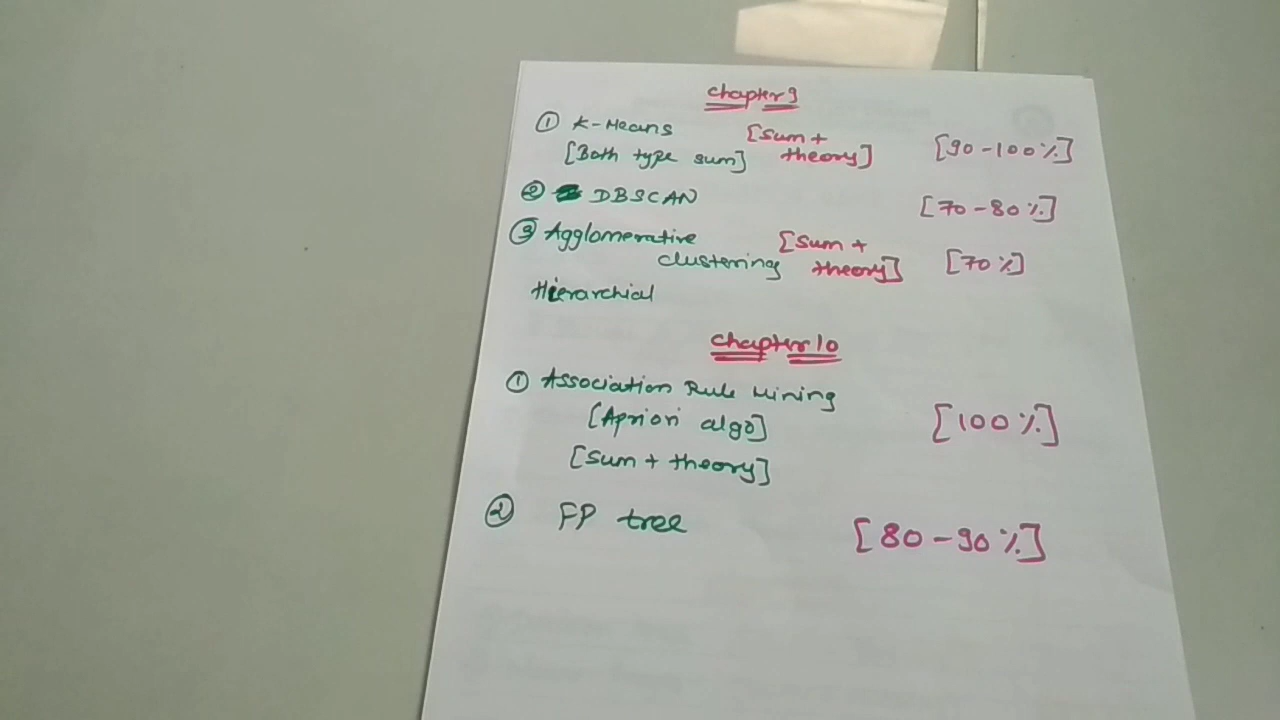 Chapter 9
① K-Means [Sum + theory] [90-100%]
[Both type sum]
② DBSCAN [70-80%]
③ Agglomerative clustering [Sum + theory] [70%]
Hierarchial
Chapter 10
① Association Rule Mining
[Apriori algo] [100%]
[Sum + theory]
② FP tree [80-90%]